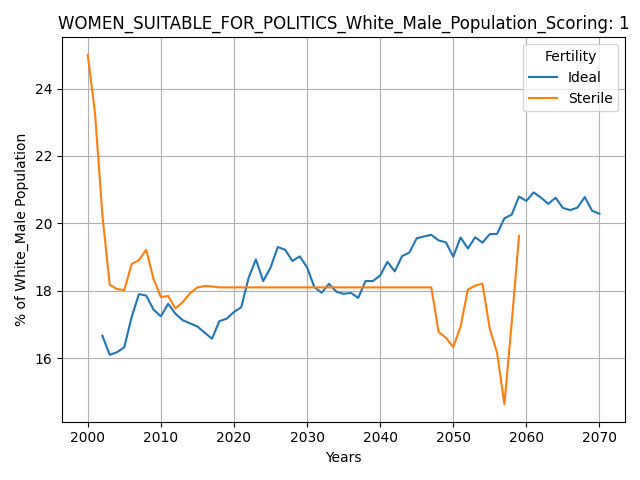 WOMEN_SUITABLE_FOR_POLITICS_White_Male_Population_Scoring: 1
Fertility
Ideal
Sterile
% of White_Male Population
24
22
20
18
16
2000 2010 2020 2030 2040 2050 2060 2070
Years